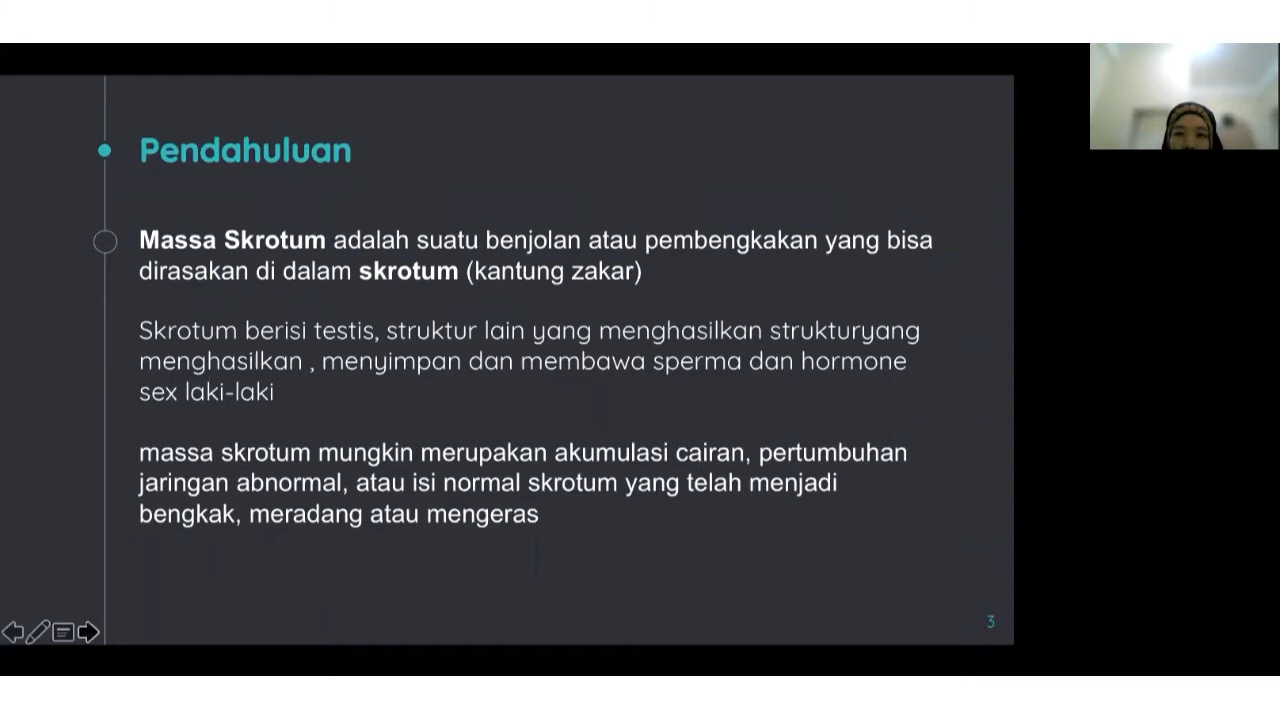 Pendahuluan
Massa Skrotum adalah suatu benjolan atau pembengkakan yang bisa
dirasakan di dalam skrotum (kantung zakar)
Skrotum berisi testis, struktur lain yang menghasilkan strukturyang
menghasilkan , menyimpan dan membawa sperma dan hormone
sex laki-laki
massa skrotum mungkin merupakan akumulasi cairan, pertumbuhan
jaringan abnormal, atau isi normal skrotum yang telah menjadi
bengkak, meradang atau mengeras
3